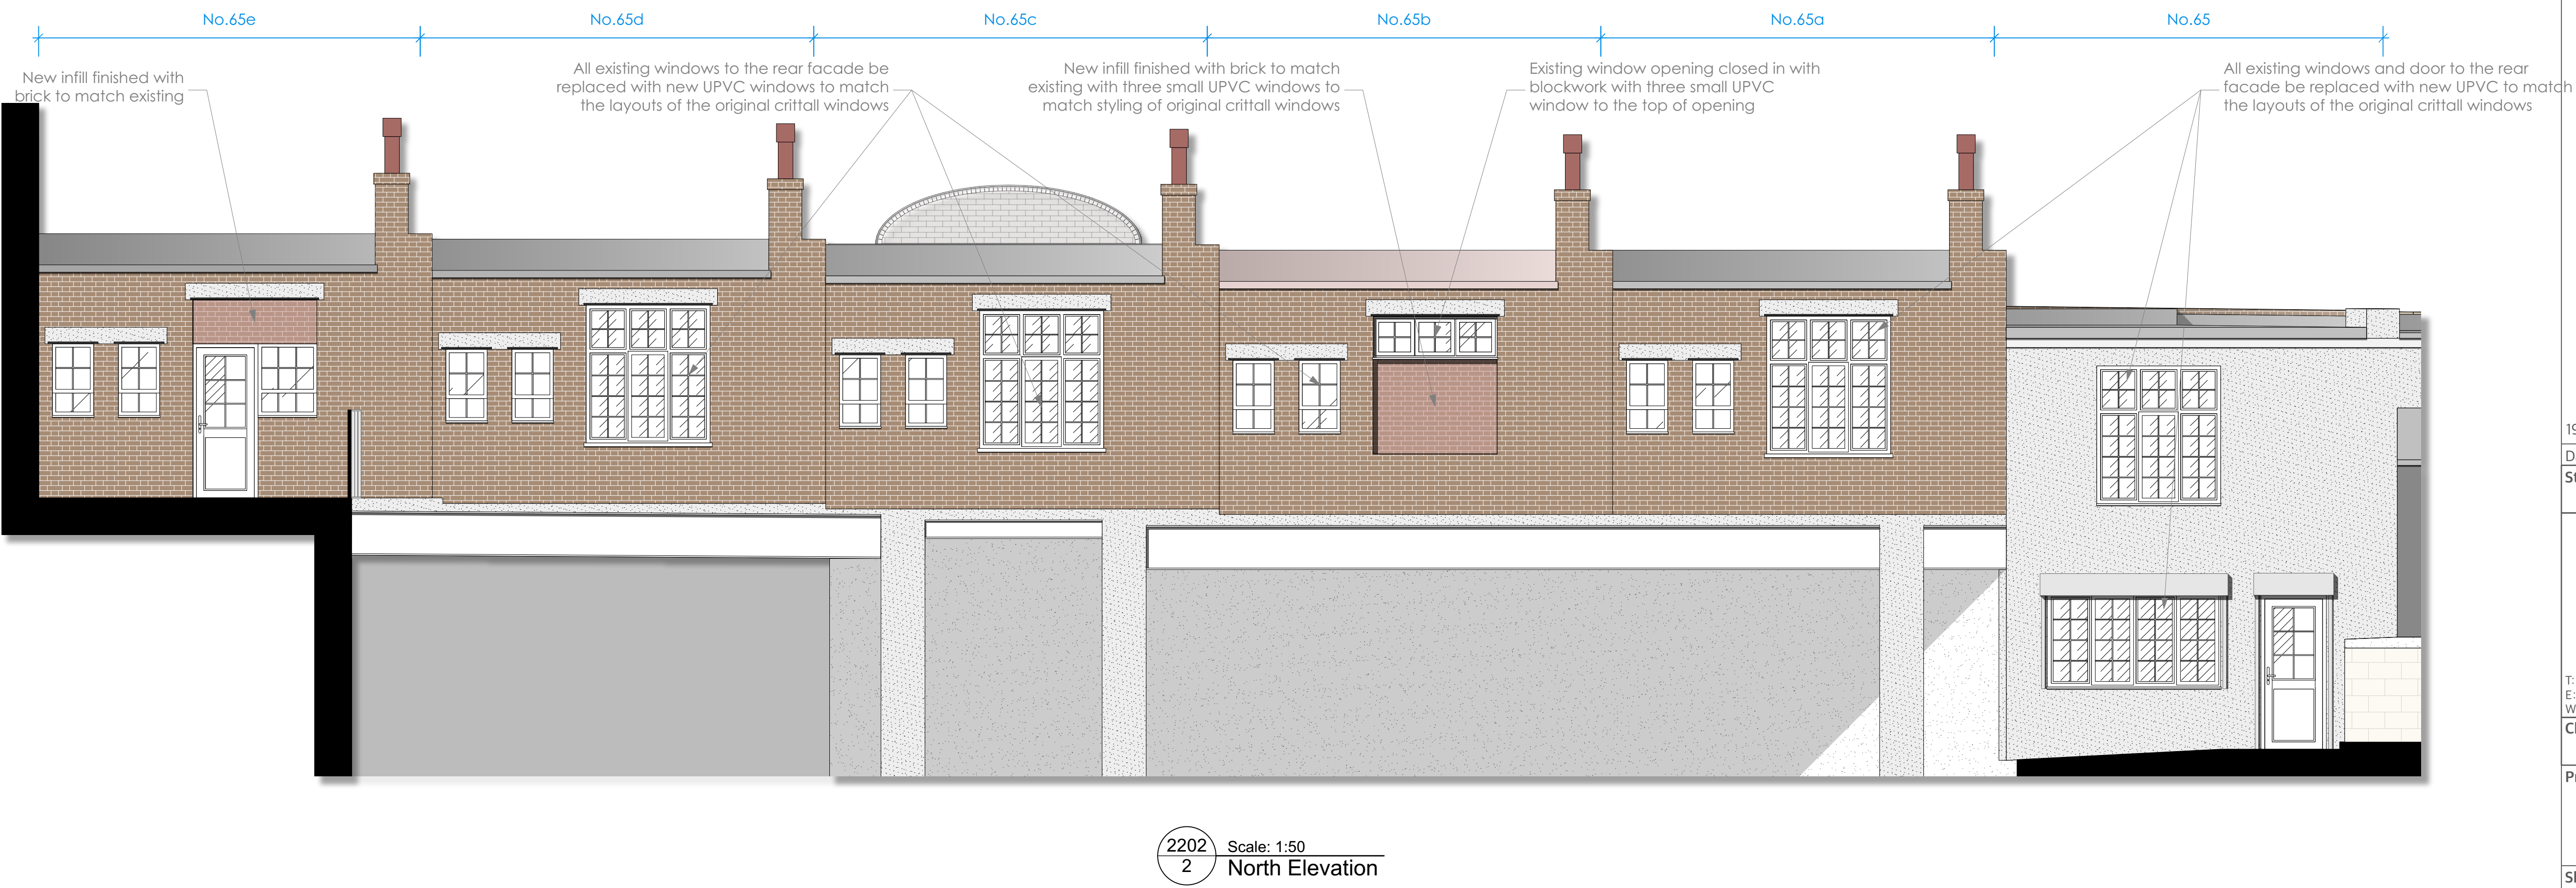 No.65e
No.65d
No.65c
No.65b
No.65a
No.65
New infill finished with
brick to match existing
All existing windows to the rear facade be
replaced with new UPVC windows to match
the layouts of the original crittall windows
New infill finished with brick to match
existing with three small UPVC windows to
match styling of original crittall windows
Existing window opening closed in with
blockwork with three small UPVC
window to the top of opening
All existing windows and door to the rear
facade be replaced with new UPVC to match
the layouts of the original crittall windows
2202
2
Scale: 1:50
North Elevation
T:
E: